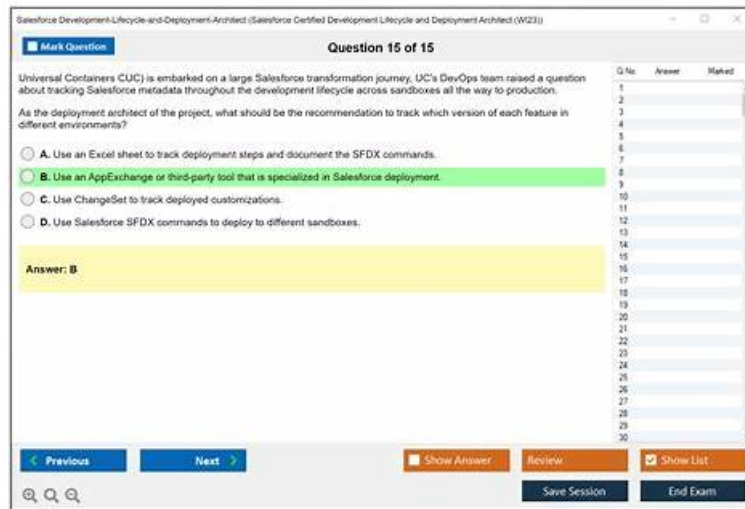 Salesforce Development-Lifecycle-and-Deployment-Architect (Salesforce Certified Development Lifecycle and Deployment Architect (WI23))
Mark Question
Question 15 of 15
Universal Containers CUC) is embarked on a large Salesforce transformation journey, UC's DevOps team raised a question
about tracking Salesforce metadata throughout the development lifecycle across sandboxes all the way to production.
As the deployment architect of the project, what should be the recommendation to track which version of each feature in
different environments?
A. Use an Excel sheet to track deployment steps and document the SFDX commands.
B. Use an AppExchange or third-party tool that is specialized in Salesforce deployment.
C. Use ChangeSet to track deployed customizations.
D. Use Salesforce SFDX commands to deploy to different sandboxes.
Answer: B
Q No Answer Marked
1
2
3
4
5
6
7
8
9
10
11
12
13
14
15
16
17
18
19
20
21
22
23
24
25
26
27
28
29
30
Previous
Next
Show Answer
Review
Show List
Save Session
End Exam